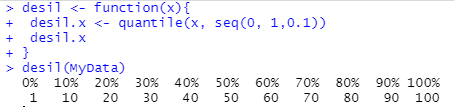 > desil <- function(x){
+  desil.x <- quantile(x, seq(0, 1,0.1))
+  desil.x
+ }
> desil(MyData)
  0%  10%  20%  30%  40%  50%  60%  70%  80%  90% 100%
   1   10   20   30   40   50   60   70   80   90  100